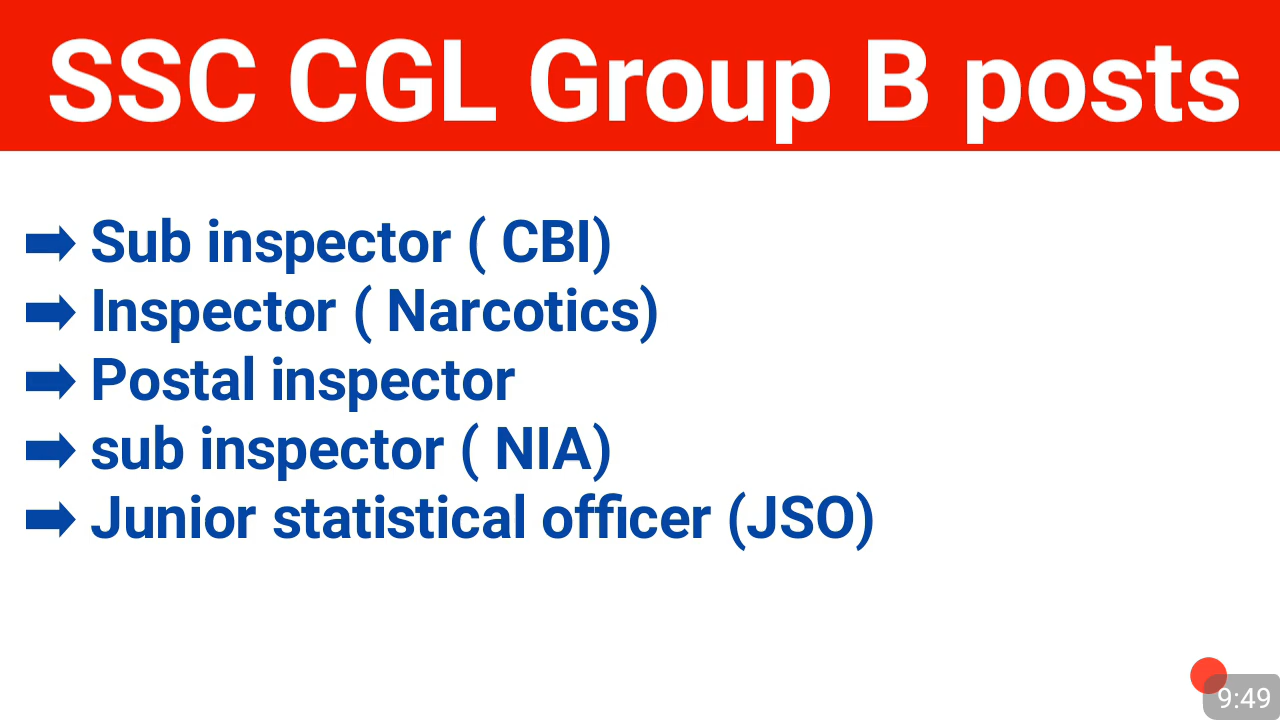 SSC CGL Group B posts
➡ Sub inspector ( CBI)
➡ Inspector ( Narcotics)
➡ Postal inspector
➡ sub inspector ( NIA)
➡ Junior statistical officer (JSO)
9:49